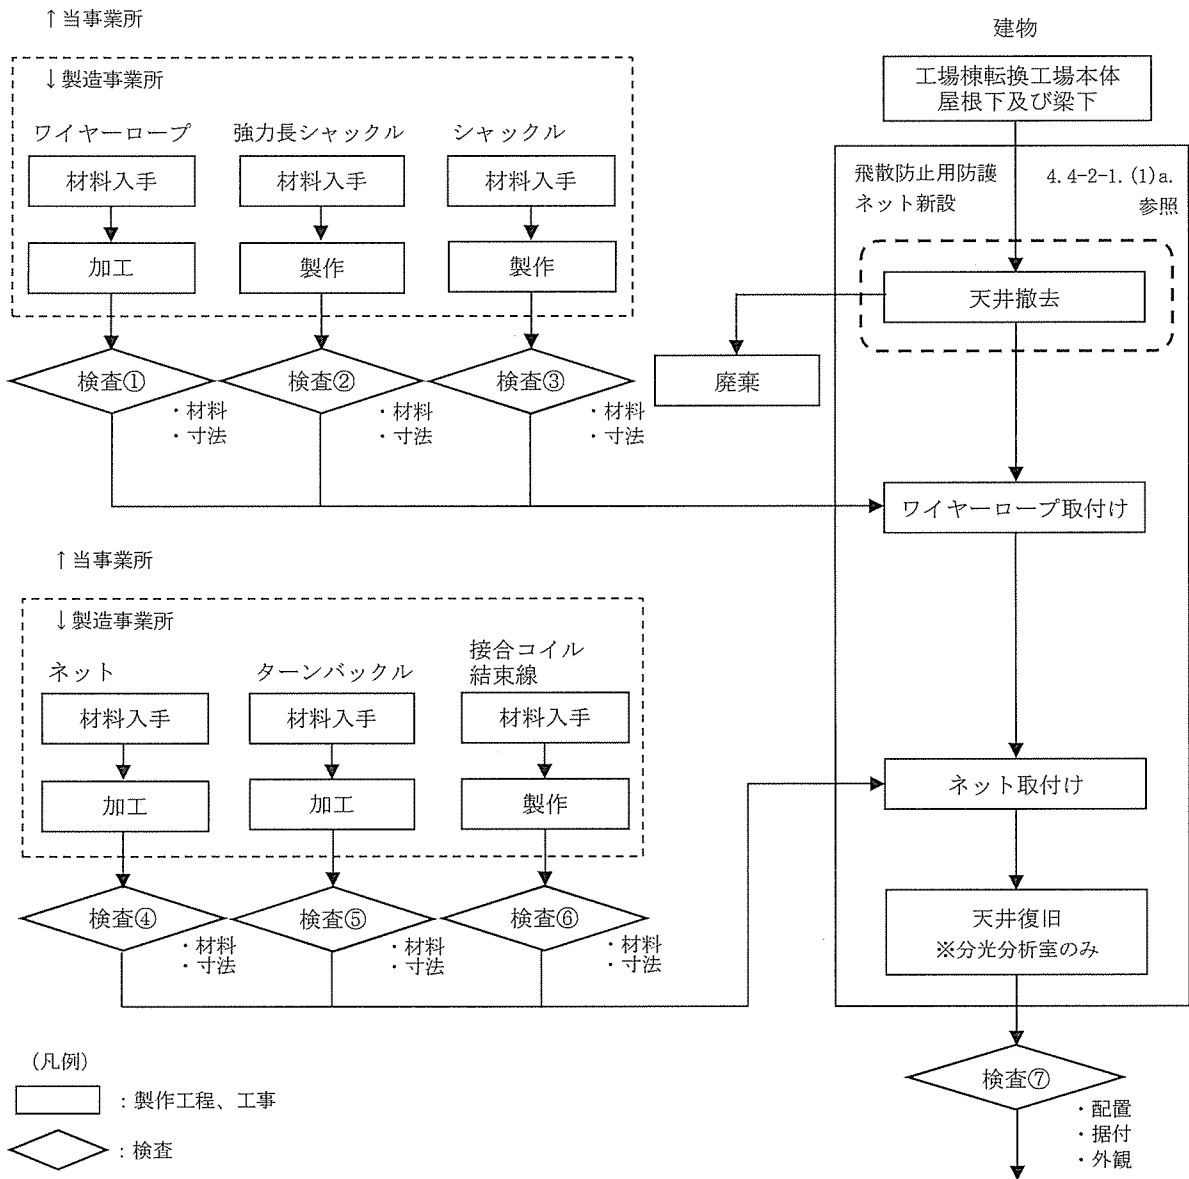 ↑当事業所
↓製造事業所
ワイヤーロープ
強力長シャックル
シャックル
材料入手
材料入手
材料入手
加工
製作
製作
検査①
・材料
・寸法
検査②
・材料
・寸法
検査③
・材料
・寸法
建物
工場棟転換工場本体
屋根下及び梁下
飛散防止用防護
ネット新設
4.4-2-1.(1)a.
参照
天井撤去
廃棄
ワイヤーロープ取付け
↑当事業所
↓製造事業所
ネット
ターンバックル
接合コイル
結束線
材料入手
材料入手
材料入手
加工
加工
製作
検査④
・材料
・寸法
検査⑤
・材料
・寸法
検査⑥
・材料
・寸法
ネット取付け
天井復旧
※分光分析室のみ
検査⑦
・配置
・据付
・外観
(凡例)
：製作工程、工事
：検査